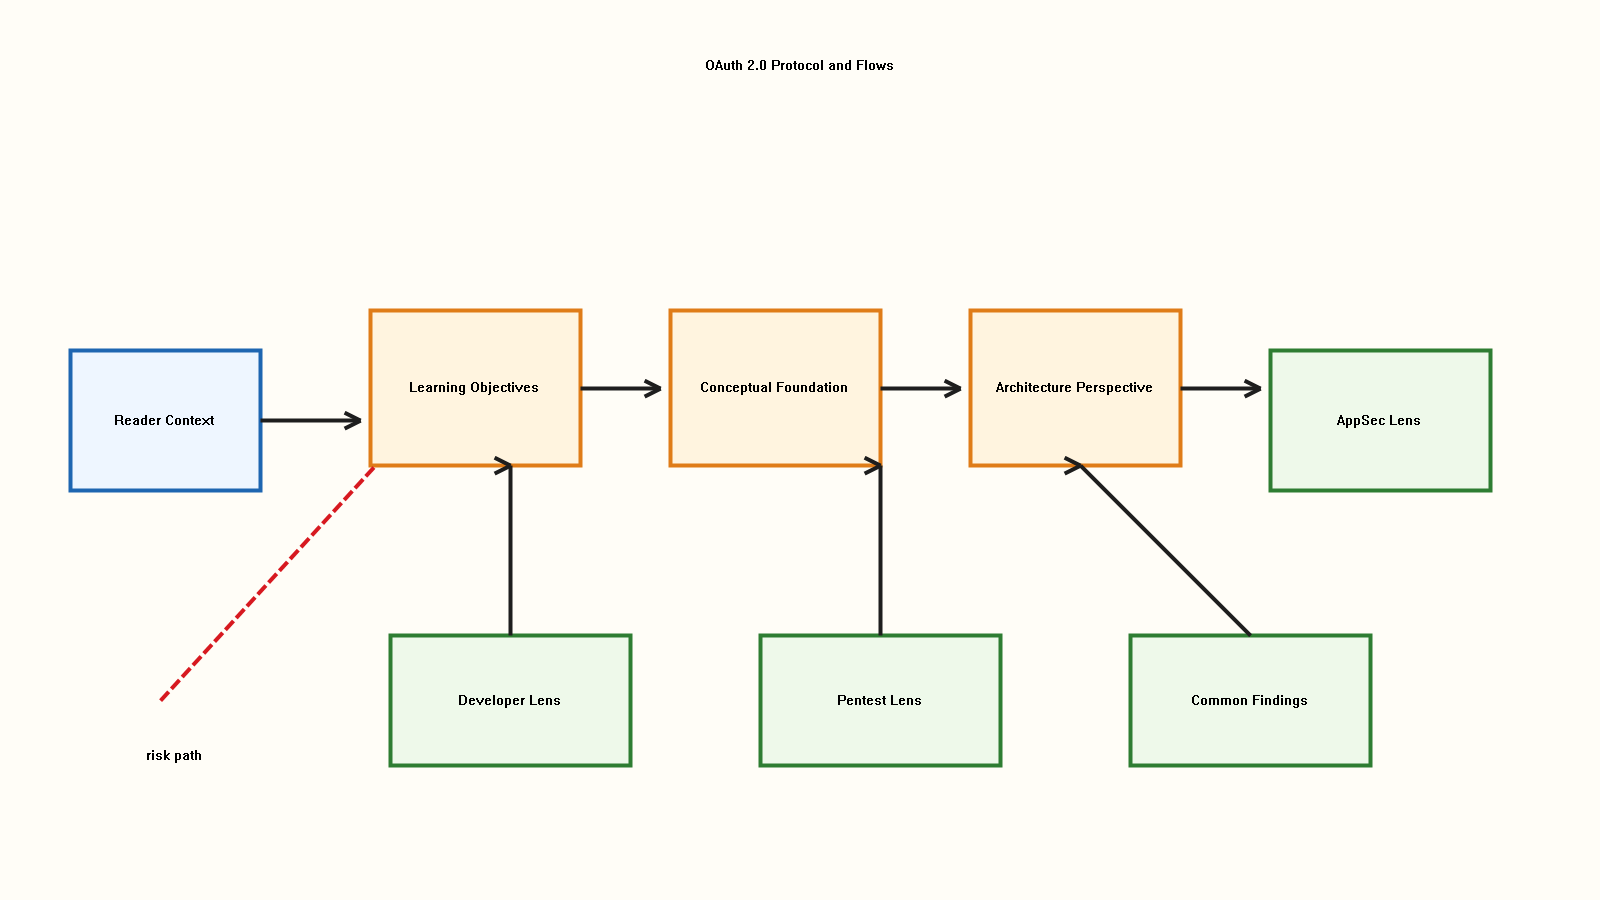 OAuth 2.0 Protocol and Flows
Learning Objectives
Conceptual Foundation
Architecture Perspective
Reader Context
AppSec Lens
Developer Lens
Pentest Lens
Common Findings
risk path